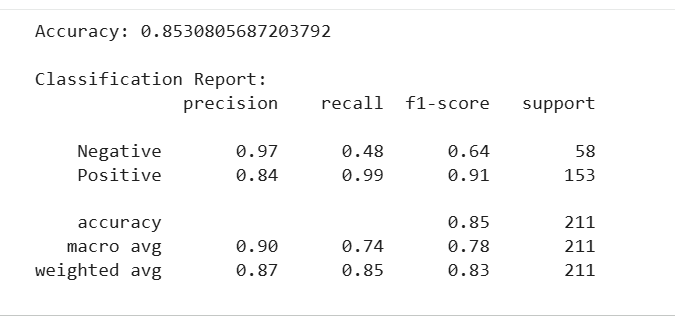 Accuracy: 0.8530805687203792
Classification Report:
precision recall f1-score support
Negative 0.97 0.48 0.64 58
Positive 0.84 0.99 0.91 153
accuracy 0.85 211
macro avg 0.90 0.74 0.78 211
weighted avg 0.87 0.85 0.83 211